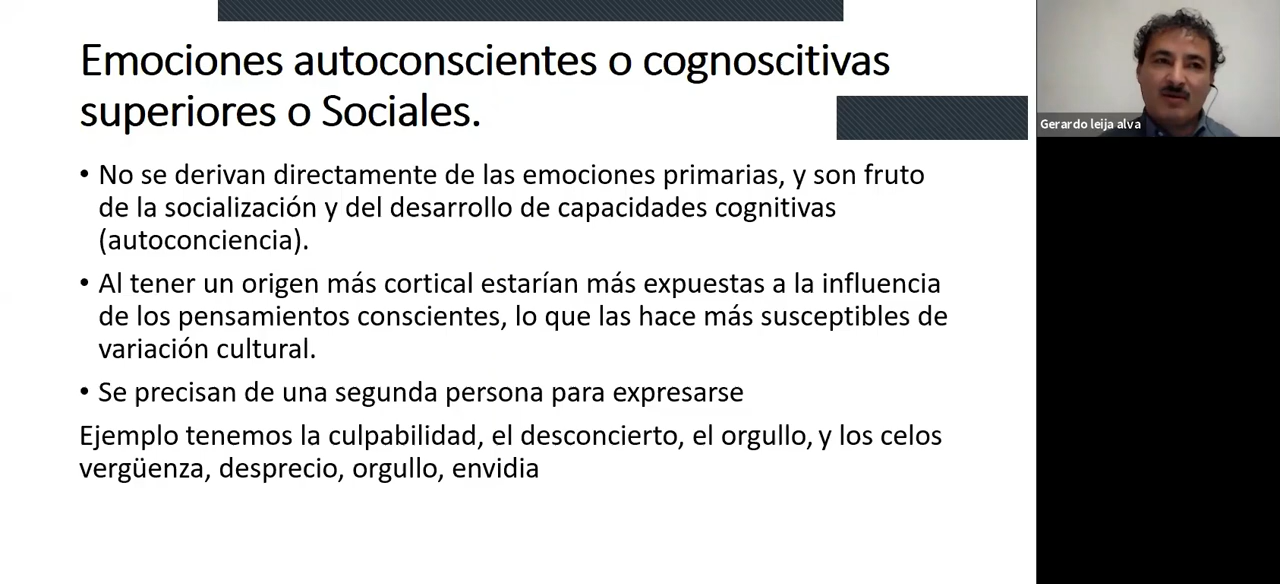 Emociones autoconscientes o cognoscitivas
superiores o Sociales.
• No se derivan directamente de las emociones primarias, y son fruto
de la socialización y del desarrollo de capacidades cognitivas
(autoconciencia).
• Al tener un origen más cortical estarían más expuestas a la influencia
de los pensamientos conscientes, lo que las hace más susceptibles de
variación cultural.
• Se precisan de una segunda persona para expresarse
Ejemplo tenemos la culpabilidad, el desconcierto, el orgullo, y los celos
vergüenza, desprecio, orgullo, envidia
Gerardo leija alva